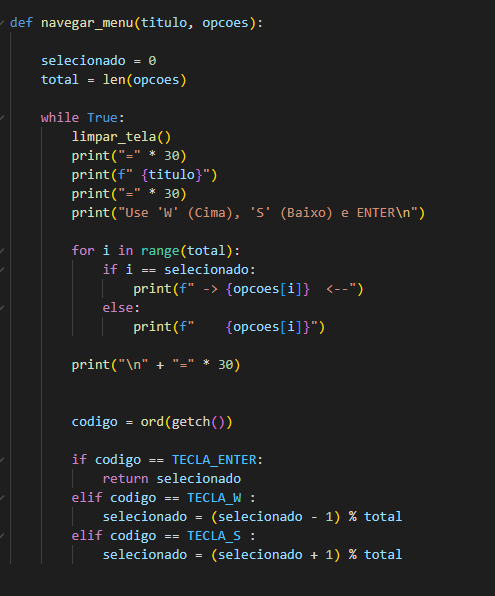 def navegar_menu(titulo, opcoes):
selecionado = 0
total = len(opcoes)
while True:
limpar_tela()
print("=" * 30)
print(f" {titulo}")
print("=" * 30)
print("Use 'W' (Cima), 'S' (Baixo) e ENTER\n")
for i in range(total):
if i == selecionado:
print(f" -> {opcoes[i]}  <--")
else:
print(f"    {opcoes[i]}")
print("\n" + "=" * 30)
codigo = ord(getch())
if codigo == TECLA_ENTER:
return selecionado
elif codigo == TECLA_W :
selecionado = (selecionado - 1) % total
elif codigo == TECLA_S :
selecionado = (selecionado + 1) % total